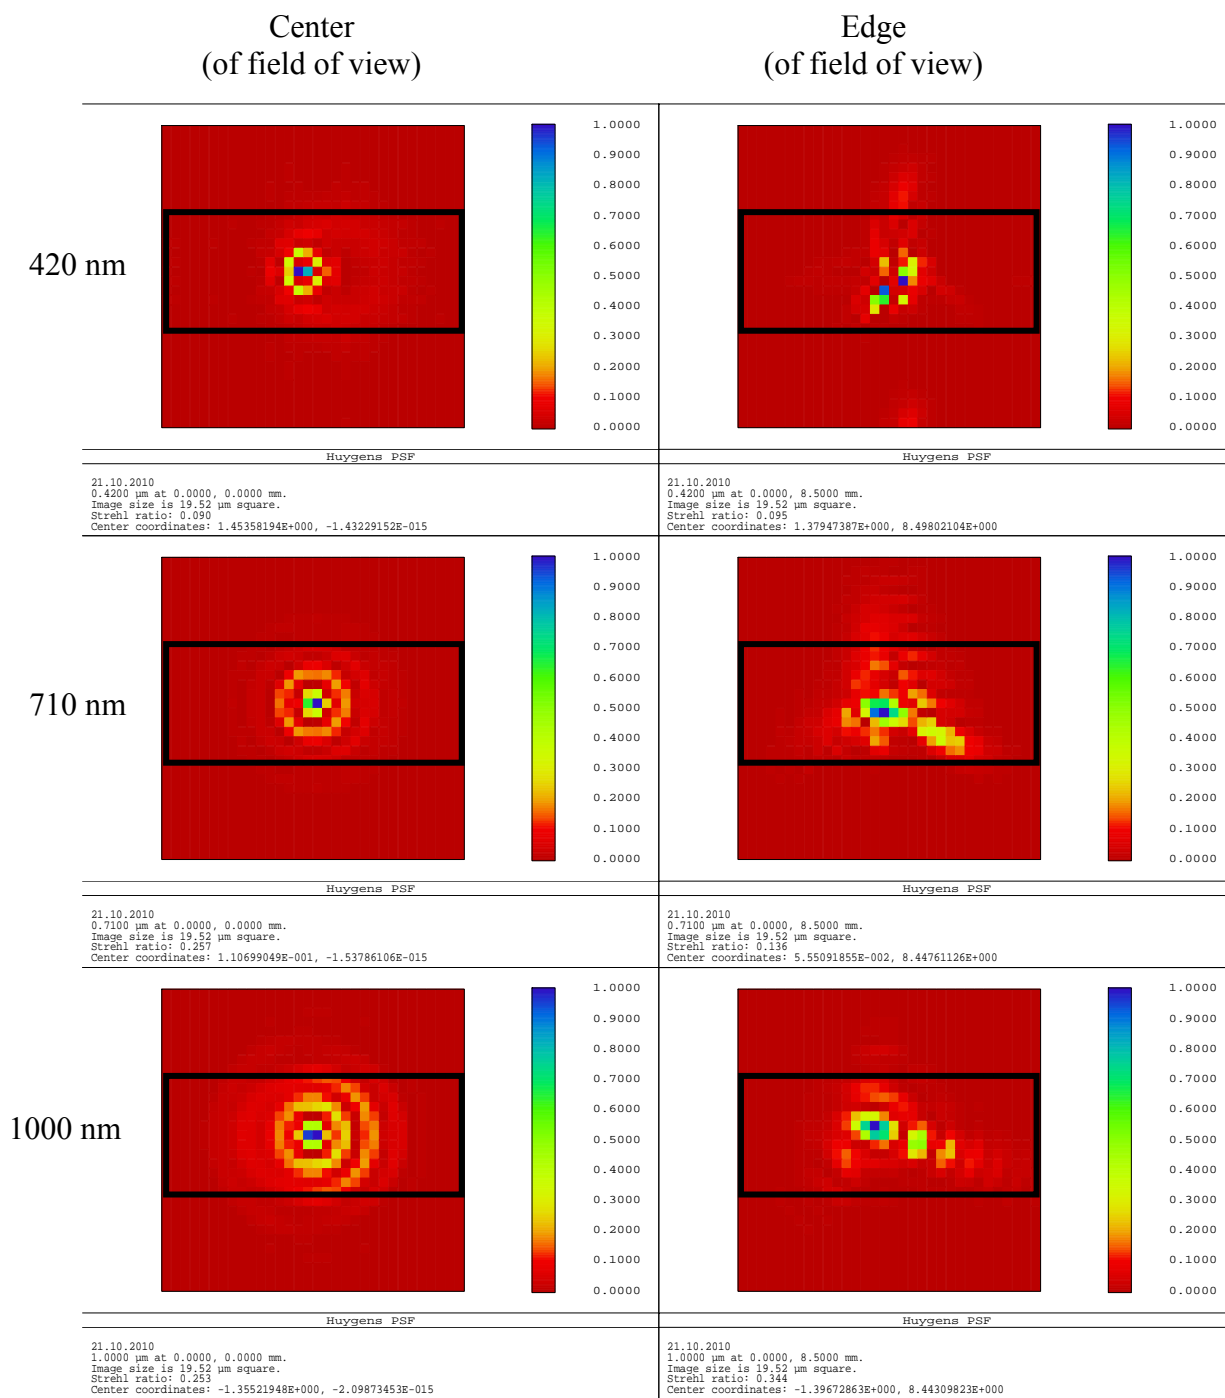 Center
(of field of view)
Edge
(of field of view)
420 nm
1.0000
0.9000
0.8000
0.7000
0.6000
0.5000
0.4000
0.3000
0.2000
0.1000
0.0000
Huygens PSF
21.10.2010
0.4200 µm at 0.0000, 0.0000 mm.
Image size is 19.52 µm square.
Strehl ratio: 0.090
Center coordinates: 1.45358194E+000, -1.43229152E-015
1.0000
0.9000
0.8000
0.7000
0.6000
0.5000
0.4000
0.3000
0.2000
0.1000
0.0000
Huygens PSF
21.10.2010
0.4200 µm at 0.0000, 8.5000 mm.
Image size is 19.52 µm square.
Strehl ratio: 0.095
Center coordinates: 1.37947387E+000, 8.49802104E+000
710 nm
1.0000
0.9000
0.8000
0.7000
0.6000
0.5000
0.4000
0.3000
0.2000
0.1000
0.0000
Huygens PSF
21.10.2010
0.7100 µm at 0.0000, 0.0000 mm.
Image size is 19.52 µm square.
Strehl ratio: 0.257
Center coordinates: 1.10699049E-001, -1.53786106E-015
1.0000
0.9000
0.8000
0.7000
0.6000
0.5000
0.4000
0.3000
0.2000
0.1000
0.0000
Huygens PSF
21.10.2010
0.7100 µm at 0.0000, 8.5000 mm.
Image size is 19.52 µm square.
Strehl ratio: 0.136
Center coordinates: 5.55091855E-002, 8.44761126E+000
1000 nm
1.0000
0.9000
0.8000
0.7000
0.6000
0.5000
0.4000
0.3000
0.2000
0.1000
0.0000
Huygens PSF
21.10.2010
1.0000 µm at 0.0000, 0.0000 mm.
Image size is 19.52 µm square.
Strehl ratio: 0.253
Center coordinates: -1.35521948E+000, -2.09873453E-015
1.0000
0.9000
0.8000
0.7000
0.6000
0.5000
0.4000
0.3000
0.2000
0.1000
0.0000
Huygens PSF
21.10.2010
1.0000 µm at 0.0000, 8.5000 mm.
Image size is 19.52 µm square.
Strehl ratio: 0.344
Center coordinates: -1.39672863E+000, 8.44309823E+000